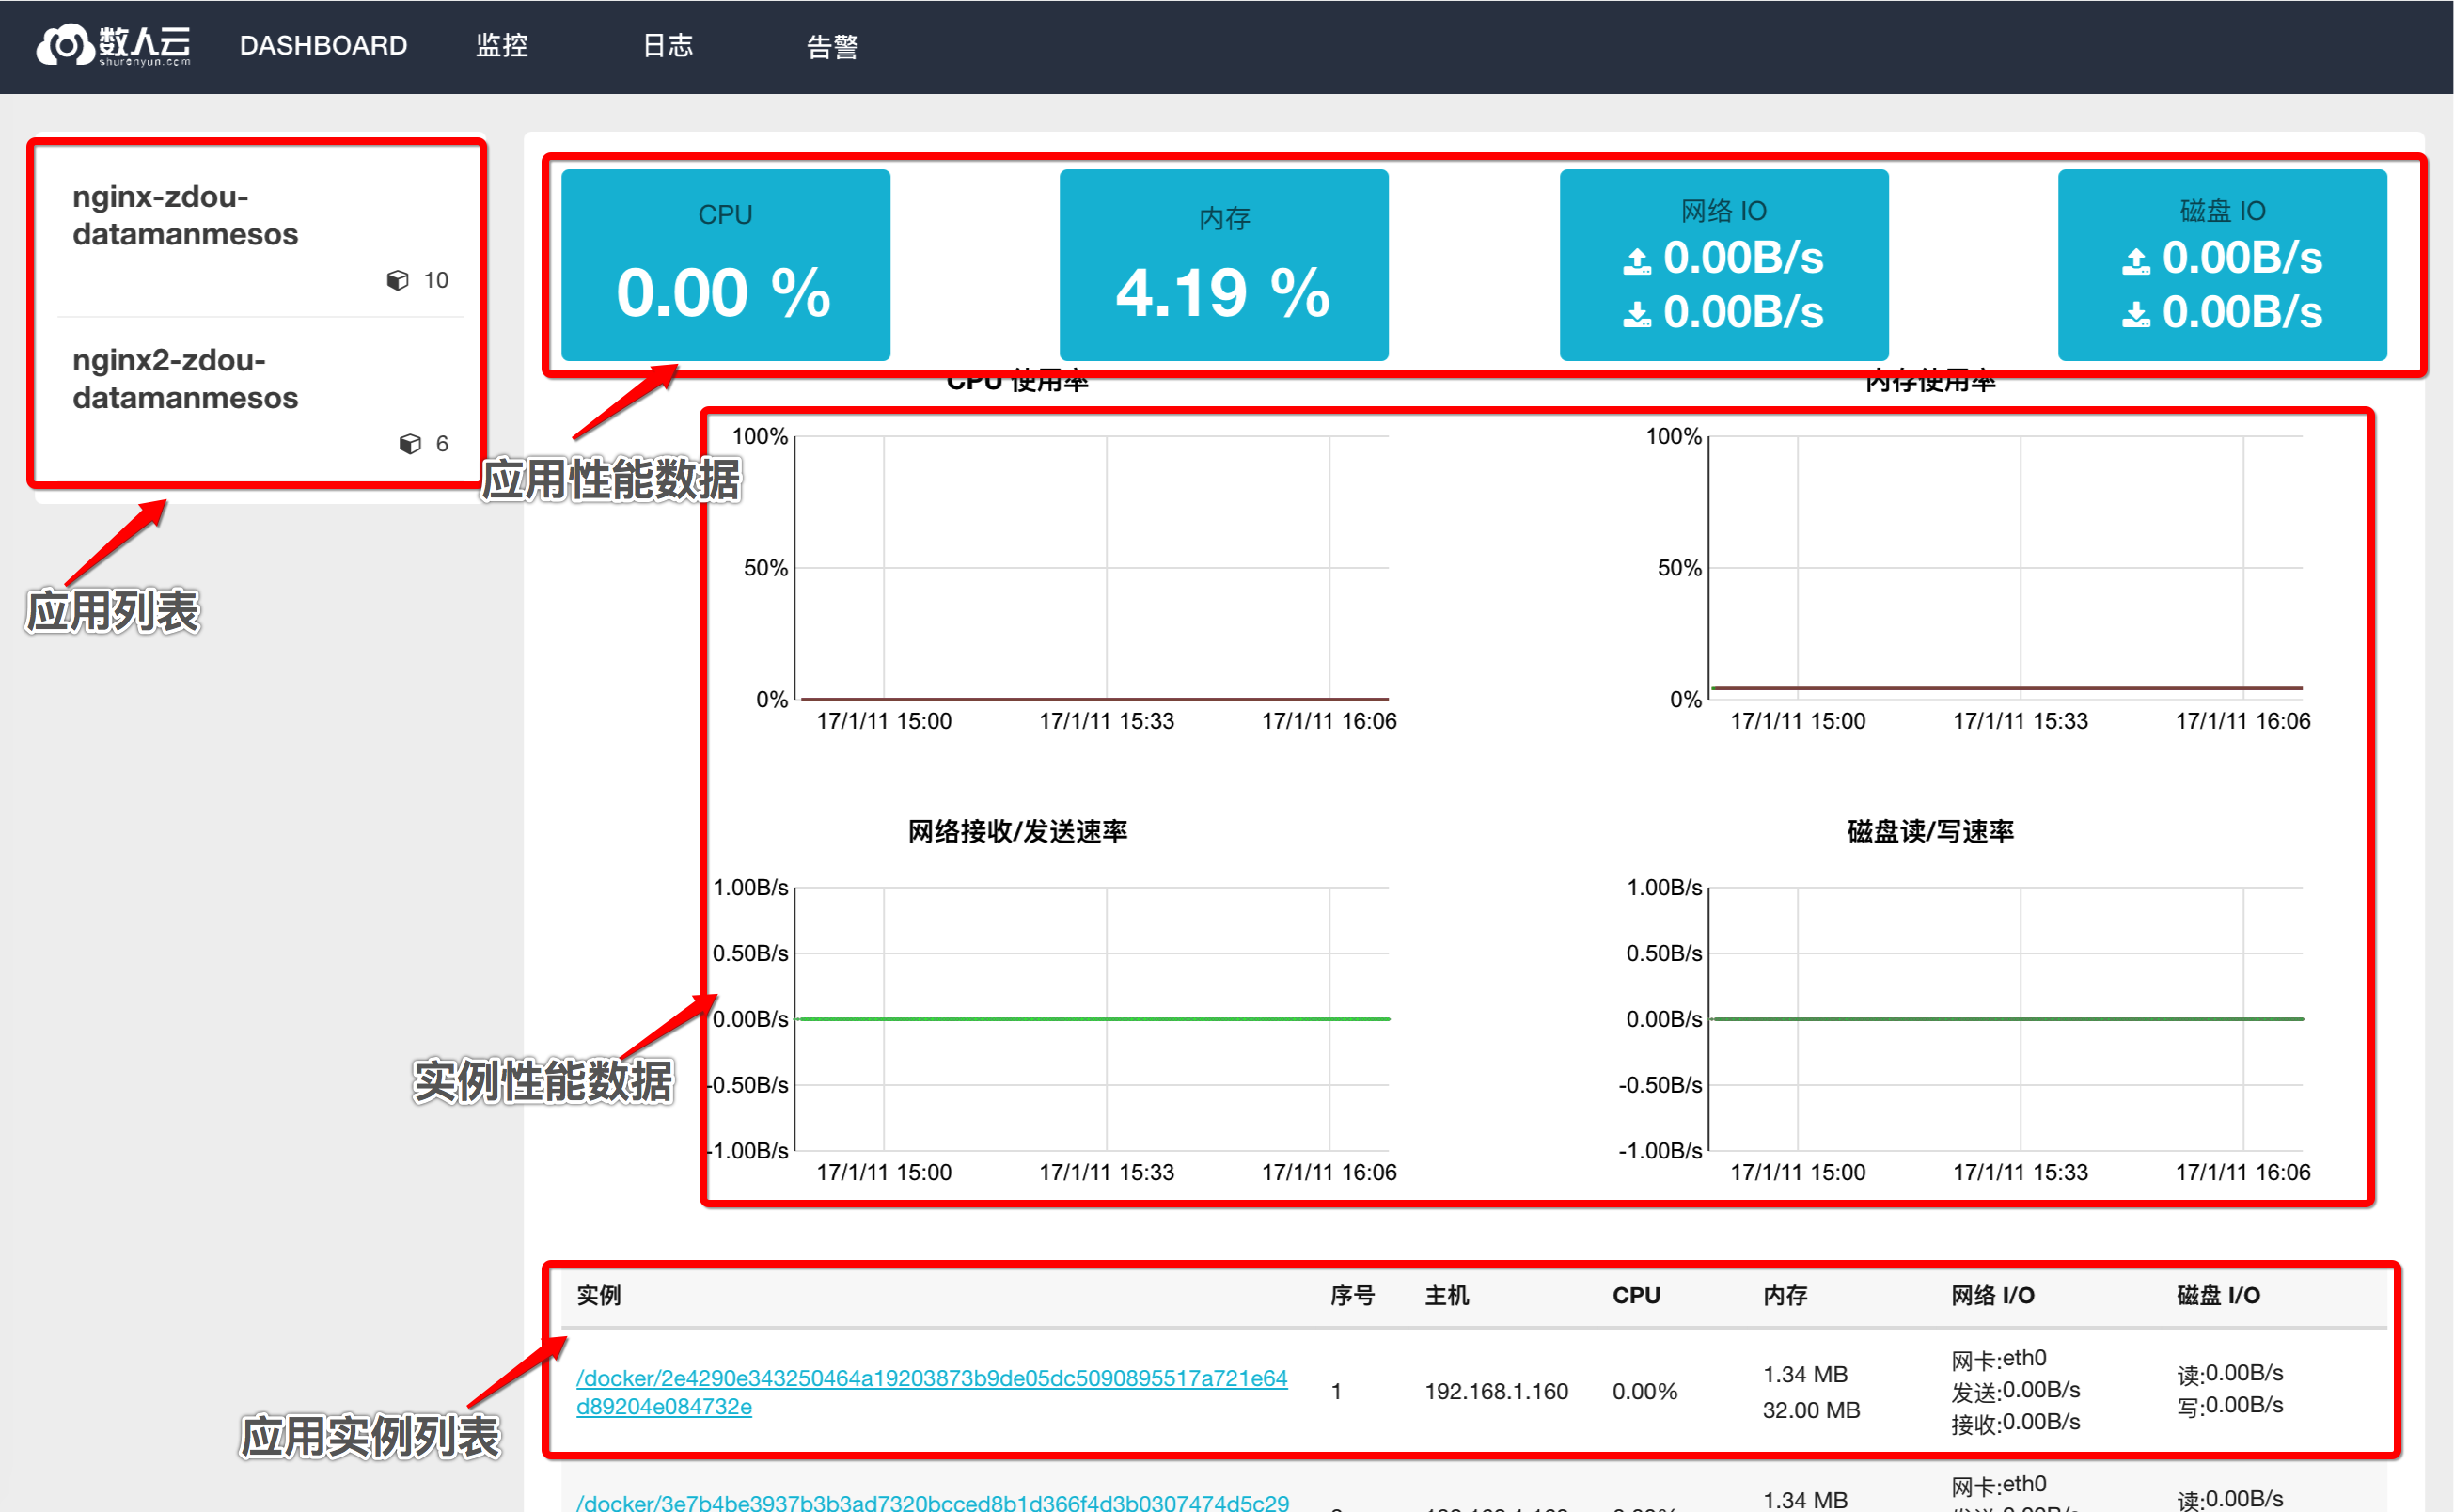 数人云
shurenyun.com
DASHBOARD
监控
日志
告警
nginx-zdou-
datamanmesos
10
nginx2-zdou-
datamanmesos
6
应用列表
CPU
0.00 %
内存
4.19 %
网络 IO
0.00B/s
0.00B/s
磁盘 IO
0.00B/s
0.00B/s
应用性能数据
CPU 使用率
100%
50%
0%
17/1/11 15:00
17/1/11 15:33
17/1/11 16:06
内存使用率
100%
50%
0%
17/1/11 15:00
17/1/11 15:33
17/1/11 16:06
网络接收/发送速率
1.00B/s
0.50B/s
0.00B/s
-0.50B/s
-1.00B/s
17/1/11 15:00
17/1/11 15:33
17/1/11 16:06
磁盘读/写速率
1.00B/s
0.50B/s
0.00B/s
-0.50B/s
-1.00B/s
17/1/11 15:00
17/1/11 15:33
17/1/11 16:06
实例性能数据
实例 序号 主机 CPU 内存 网络 I/O 磁盘 I/O
/docker/2e4290e343250464a19203873b9de05dc5090895517a721e64
d89204e084732e
1
192.168.1.160
0.00%
1.34 MB
32.00 MB
网卡:eth0
发送:0.00B/s
接收:0.00B/s
读:0.00B/s
写:0.00B/s
应用实例列表
/docker/3e7b4be3937b3b3ad7320bcced8b1d366f4d3b0307474d5c29
1.34 MB
网卡:eth0
读:0.00B/s